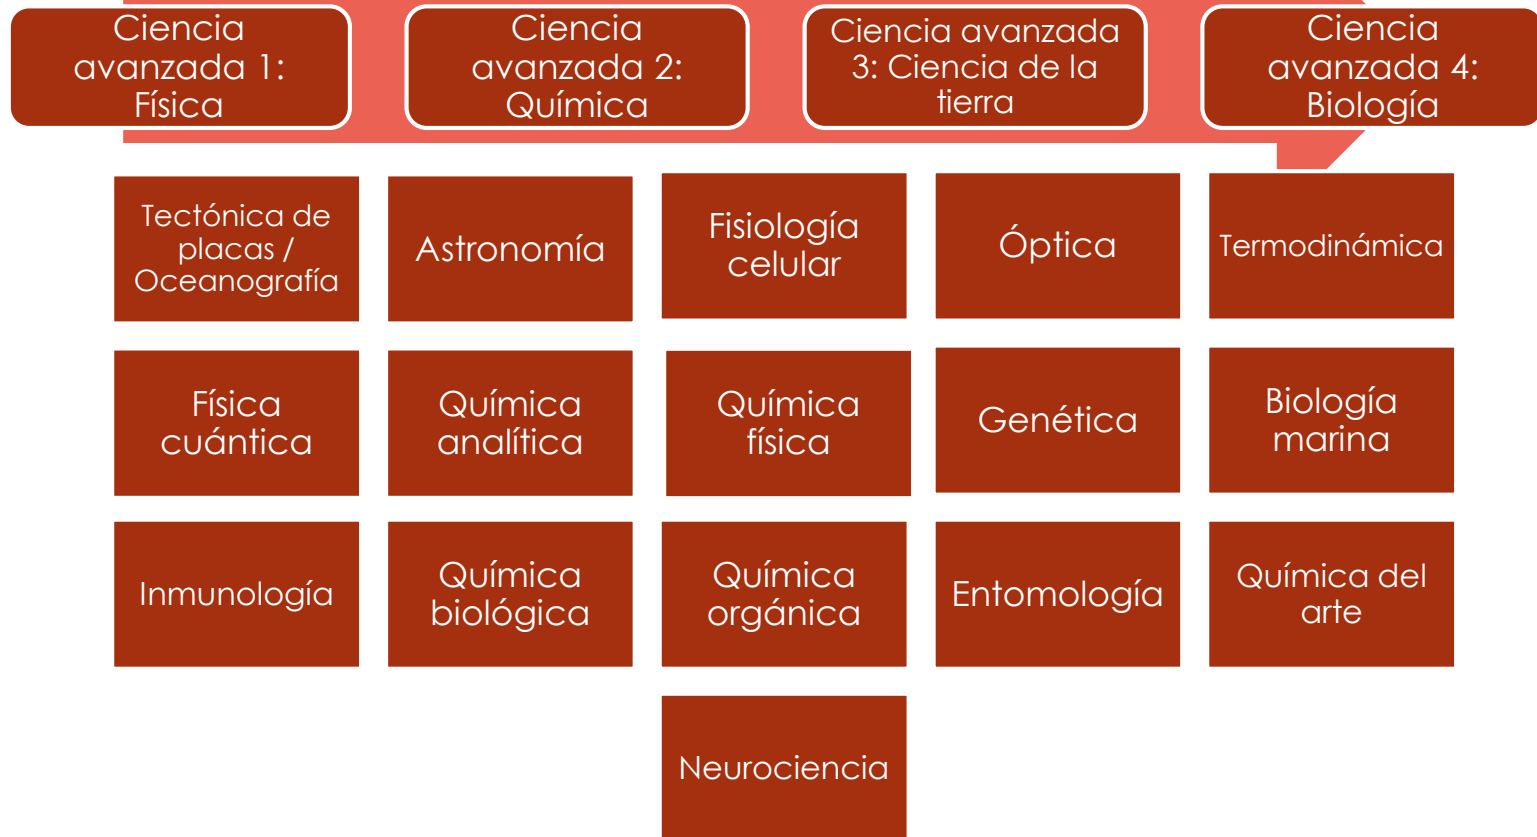 Ciencia
avanzada 1:
Física
Ciencia
avanzada 2:
Química
Ciencia avanzada
3: Ciencia de la
tierra
Ciencia
avanzada 4:
Biología
Tectónica de
placas /
Oceanografía
Astronomía
Fisiología
celular
Óptica
Termodinámica
Física
cuántica
Química
analítica
Química
física
Genética
Biología
marina
Inmunología
Química
biológica
Química
orgánica
Entomología
Química del
arte
Neurociencia